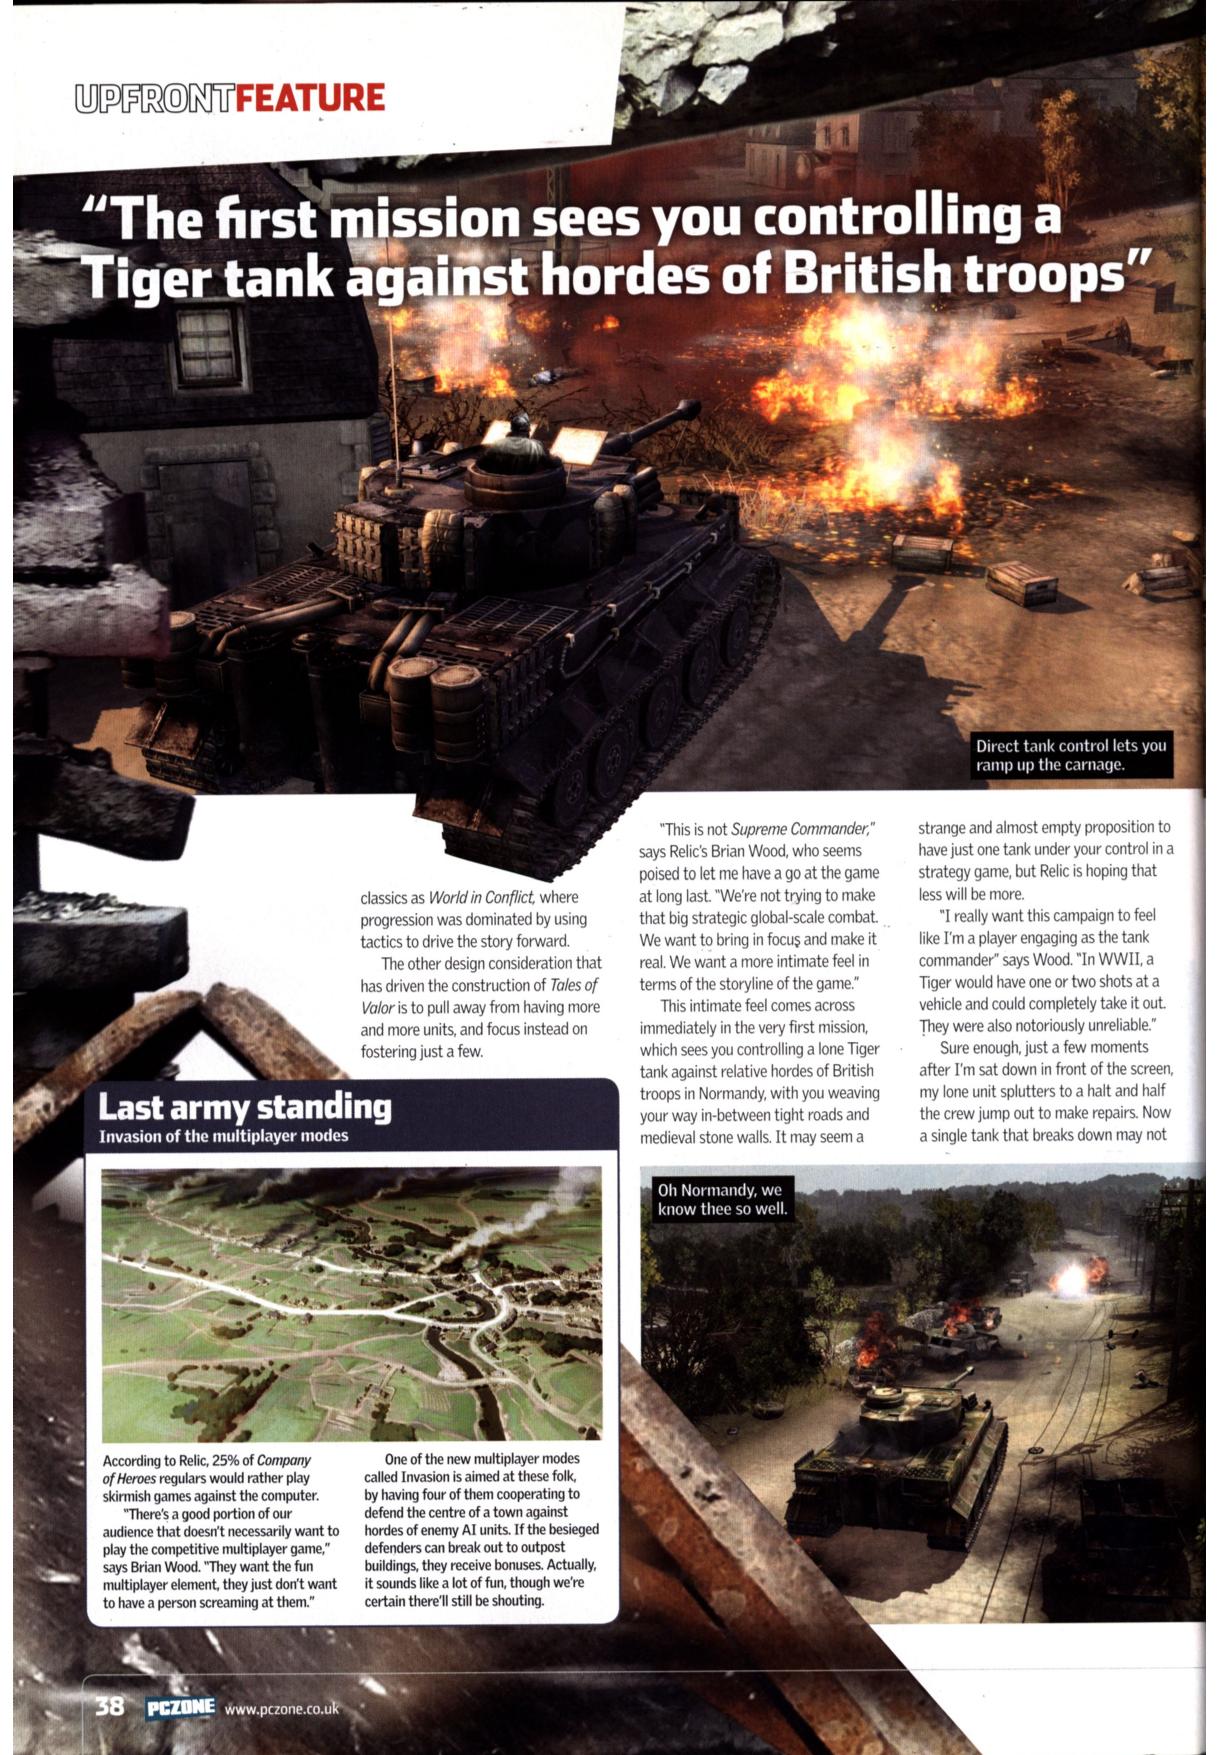 UPFRONTFEATURE
“The first mission sees you controlling a
Tiger tank against hordes of British troops”
Direct tank control lets you
ramp up the carnage.
classics as World in Conflict, where
progression was dominated by using
tactics to drive the story forward.
The other design consideration that
has driven the construction of Tales of
Valor is to pull away from having more
and more units, and focus instead on
fostering just a few.
“This is not Supreme Commander,”
says Relic's Brian Wood, who seems
poised to let me have a go at the game
at long last. “We're not trying to make
that big strategic global-scale combat.
We want to bring in focus and make it
real. We want a more intimate feel in
terms of the storyline of the game.”
This intimate feel comes across
immediately in the very first mission,
which sees you controlling a lone Tiger
tank against relative hordes of British
troops in Normandy, with you weaving
your way in-between tight roads and
medieval stone walls. It may seem a
strange and almost empty proposition to
have just one tank under your control in a
strategy game, but Relic is hoping that
less will be more.
“I really want this campaign to feel
like I'm a player engaging as the tank
commander” says Wood. “In WWII, a
Tiger would have one or two shots at a
vehicle and could completely take it out.
They were also notoriously unreliable.”
Sure enough, just a few moments
after I'm sat down in front of the screen,
my lone unit splutters to a halt and half
the crew jump out to make repairs. Now
a single tank that breaks down may not
Last army standing
Invasion of the multiplayer modes
According to Relic, 25% of Company
of Heroes regulars would rather play
skirmish games against the computer.
“There's a good portion of our
audience that doesn't necessarily want to
play the competitive multiplayer game,”
says Brian Wood. “They want the fun
multiplayer element, they just don't want
to have a person screaming at them.”
One of the new multiplayer modes
called Invasion is aimed at these folk,
by having four of them cooperating to
defend the centre of a town against
hordes of enemy AI units. If the besieged
defenders can break out to outpost
buildings, they receive bonuses. Actually,
it sounds like a lot of fun, though we're
certain there'll still be shouting.
Oh Normandy, we
know thee so well.
38 PCZONE www.pczone.co.uk